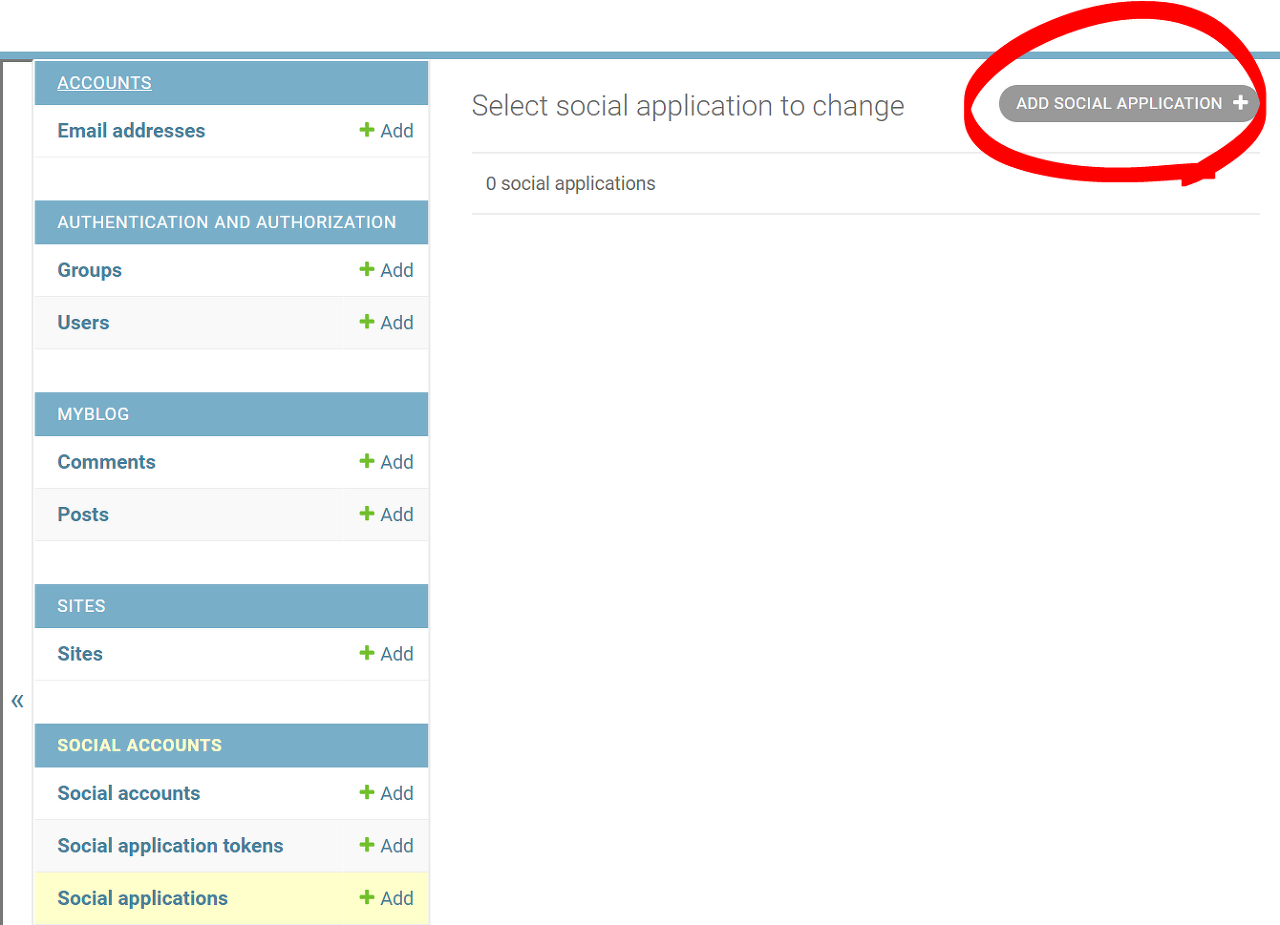 ACCOUNTS
Email addresses + Add
AUTHENTICATION AND AUTHORIZATION
Groups + Add
Users + Add
MYBLOG
Comments + Add
Posts + Add
SITES
Sites + Add
«
SOCIAL ACCOUNTS
Social accounts + Add
Social application tokens + Add
Social applications + Add
Select social application to change
ADD SOCIAL APPLICATION +
0 social applications